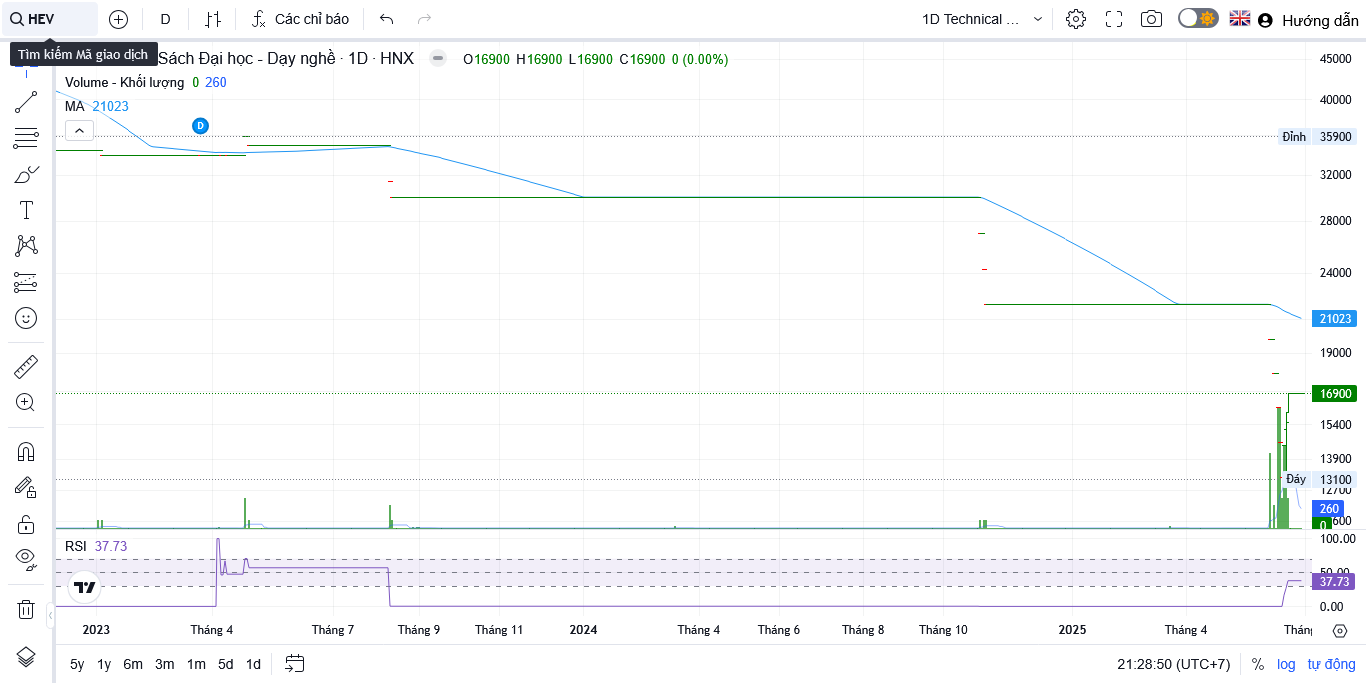 HEV
D
Các chỉ báo
1D Technical ...
Hướng dẫn
Tìm kiếm Mã giao dịch
Sách Đại học - Dạy nghề · 1D · HNX
O16900 H16900 L16900 C16900 0 (0.00%)
Volume - Khối lượng 0 260
MA 21023
D
45000
40000
Đỉnh 35900
32000
28000
24000
21023
19000
16900
15400
13900
Đáy 13100
12700
260
600
0
RSI 37.73
100.00
50.00
37.73
0.00
2023 Tháng 4 Tháng 7 Tháng 9 Tháng 11 2024 Tháng 4 Tháng 6 Tháng 8 Tháng 10 2025 Tháng 4
5y 1y 6m 3m 1m 5d 1d
21:28:50 (UTC+7) % log tự động